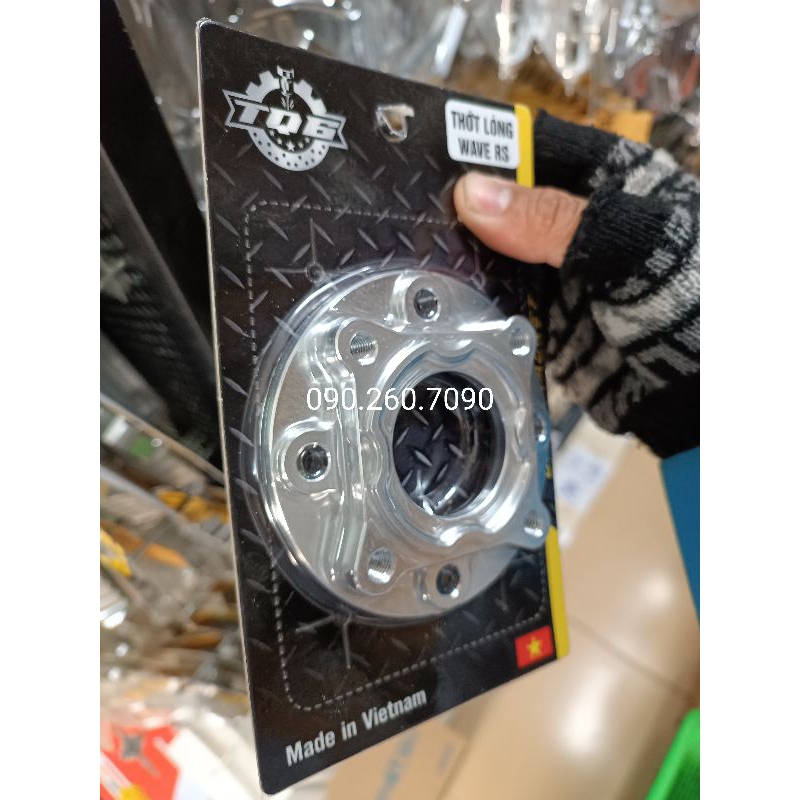 TQ6
THỚT LÓNG
WAVE RS
090.260.7090
Made in Vietnam